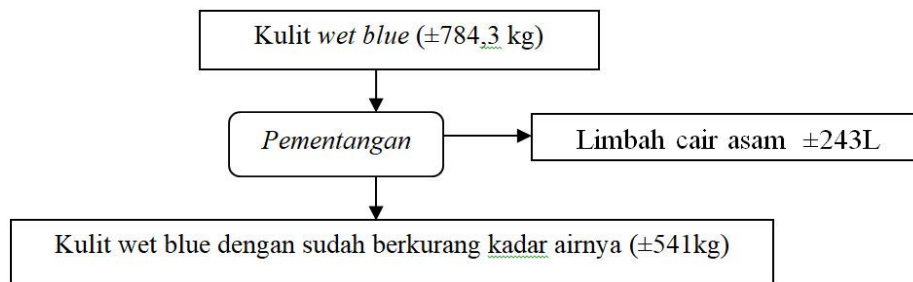 Kulit wet blue (±784,3 kg)
Pementangan
Limbah cair asam ±243L
Kulit wet blue dengan sudah berkurang kadar airnya (±541kg)